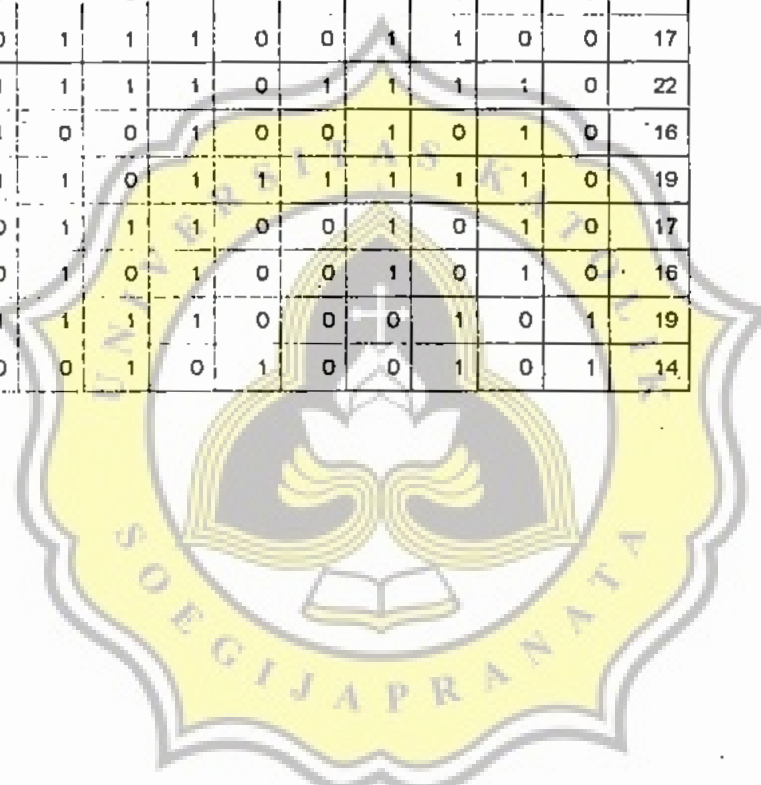 0 1 1 1 0 0 1 1 0 0 17
1 1 1 0 1 1 1 1 0 22
0 0 1 0 0 1 0 1 0 16
1 0 1 1 1 1 1 1 0 19
0 1 1 1 0 0 1 0 1 0 17
0 1 0 1 0 0 1 0 1 0 16
1 1 1 0 0 0 1 0 1 19
0 0 1 0 1 0 0 1 0 1 14
UNIVERSITAS KATOLIK
SOEGIJAPRANATA